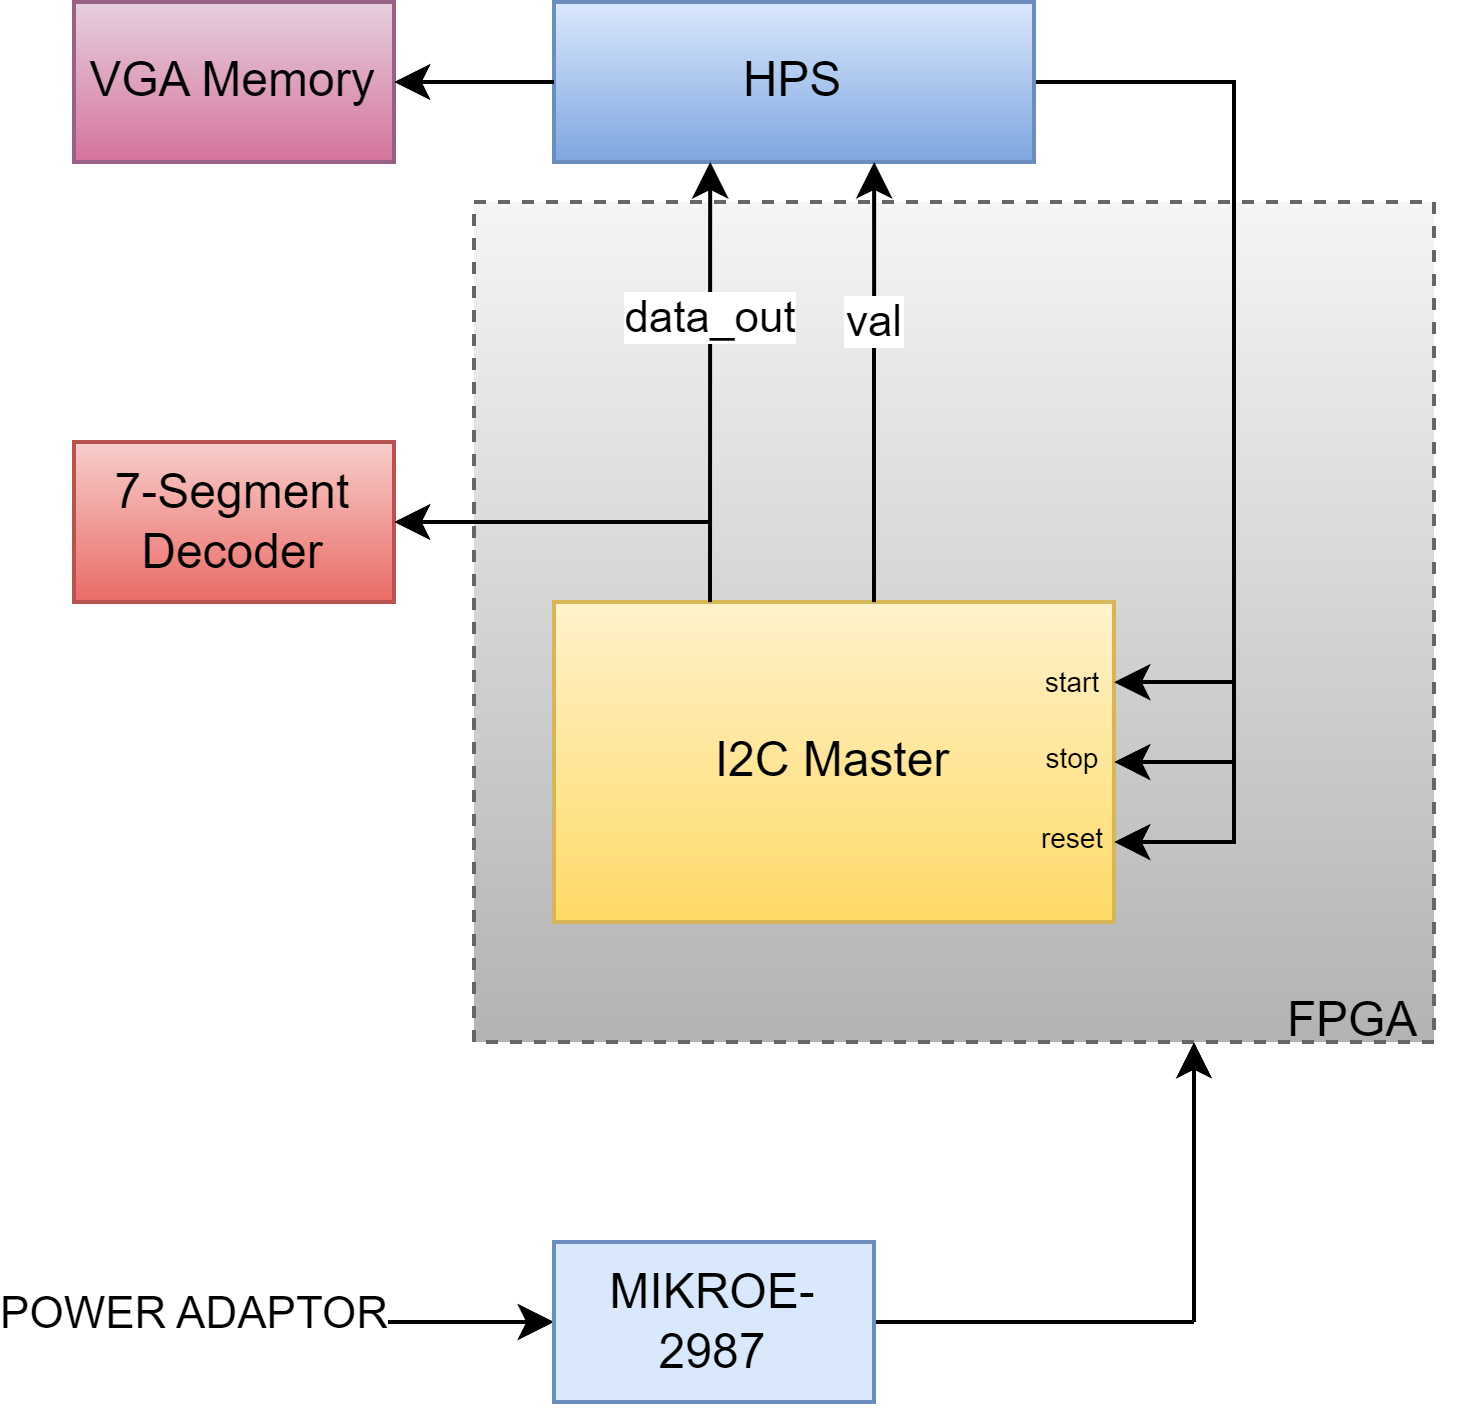 VGA Memory
HPS
data_out
val
7-Segment
Decoder
start
I2C Master
stop
reset
FPGA
POWER ADAPTOR
MIKROE-
2987